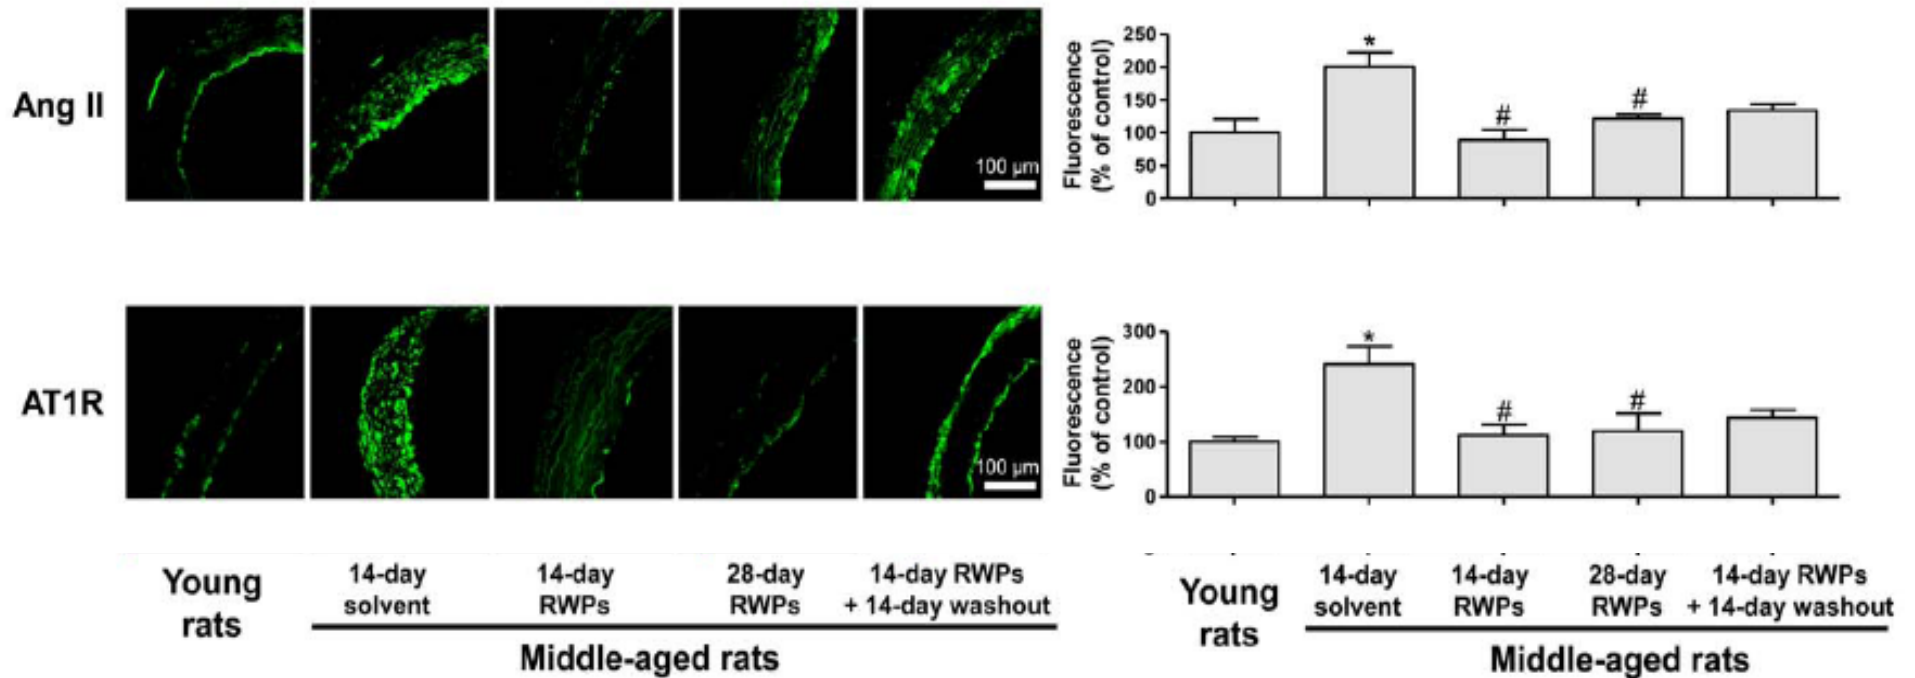 Ang II
100 µm
Fluorescence
(% of control)
250
200
150
100
50
0
*
#
#
AT1R
100 µm
Fluorescence
(% of control)
300
200
100
0
*
#
#
Young
rats
14-day
solvent
14-day
RWPs
28-day
RWPs
14-day RWPs
+ 14-day washout
Middle-aged rats
Young
rats
14-day
solvent
14-day
RWPs
28-day
RWPs
14-day RWPs
+ 14-day washout
Middle-aged rats